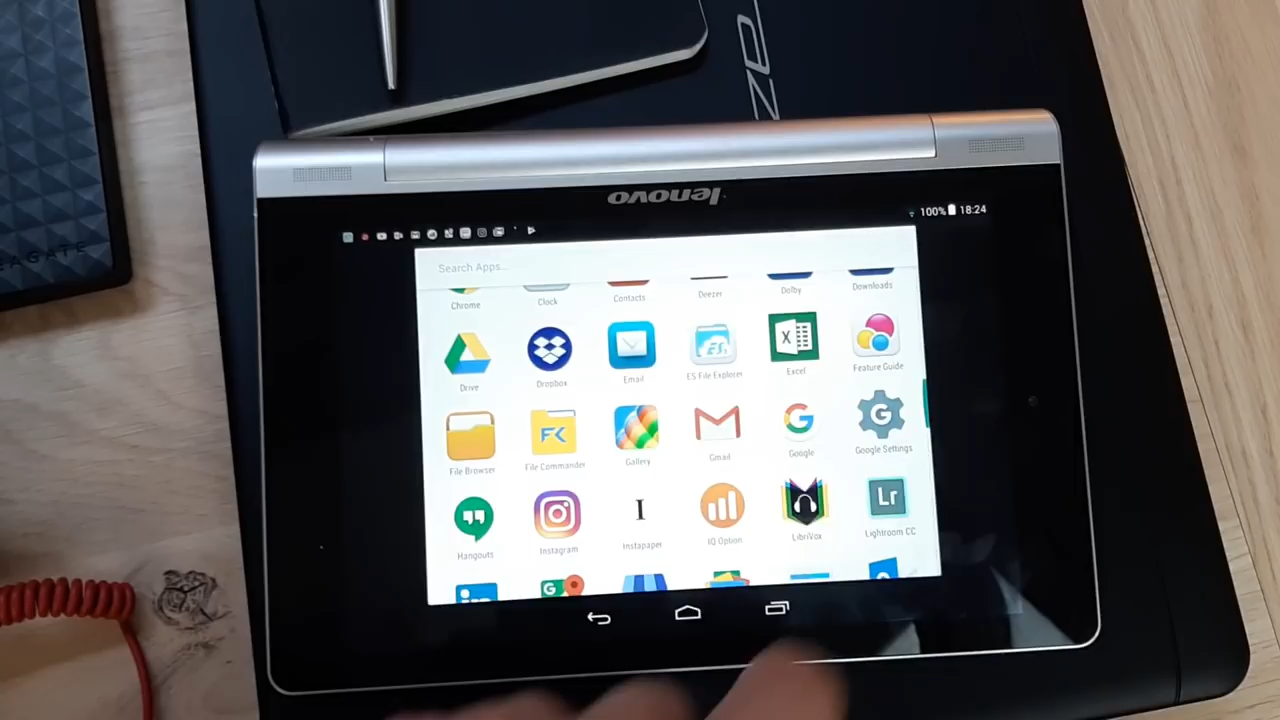 lenovo
100% 18:24
Search Apps...
Chrome Clock Contacts Deezer Dolby Downloads
Drive Dropbox Email ES File Explorer Excel Feature Guide
File Browser File Commander Gallery Gmail Google Google Settings
Hangouts Instagram Instapaper IQ Option LibriVox Lightroom CC
EAGATE